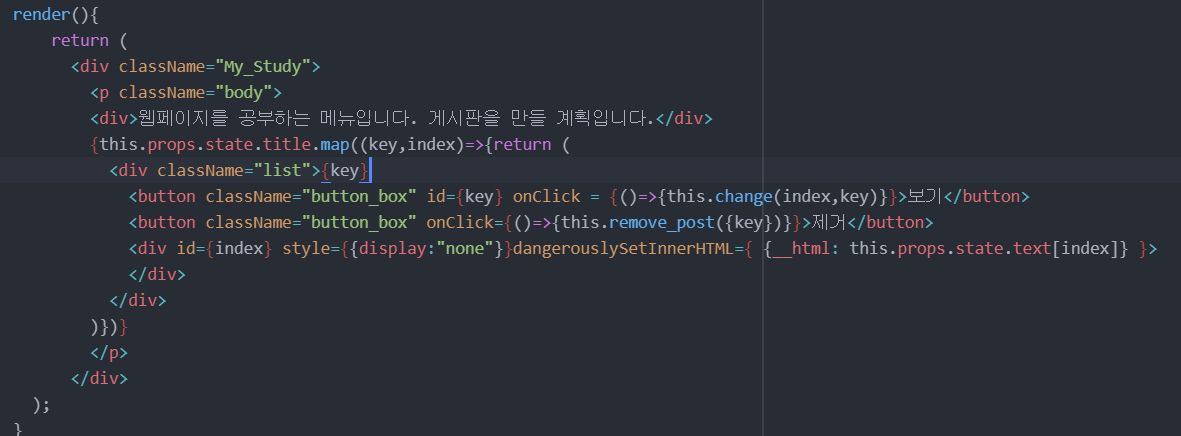 render(){
return (
<div className="My_Study">
<p className="body">
<div>웹페이지를 공부하는 메뉴입니다. 게시판을 만들 계획입니다.</div>
{this.props.state.title.map((key,index)=>{return (
<div className="list">{key}
<button className="button_box" id={key} onClick = {()=>{this.change(index,key)}}>보기</button>
<button className="button_box" onClick={()=>{this.remove_post({key})}}>제거</button>
<div id={index} style={{display:"none"}}dangerouslySetInnerHTML={ {__html: this.props.state.text[index]} }>
</div>
</div>
)})}
</p>
</div>
);
}